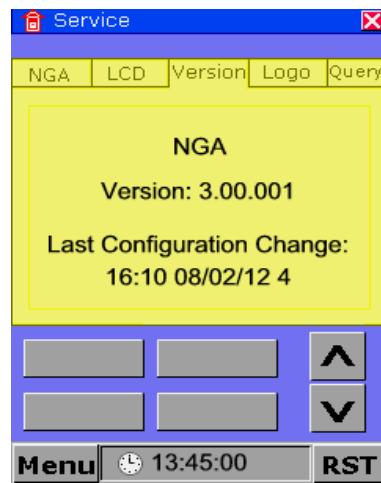 Service
NGA LCD Version Logo Query
NGA
Version: 3.00.001
Last Configuration Change:
16:10 08/02/12 4
Menu 13:45:00 RST